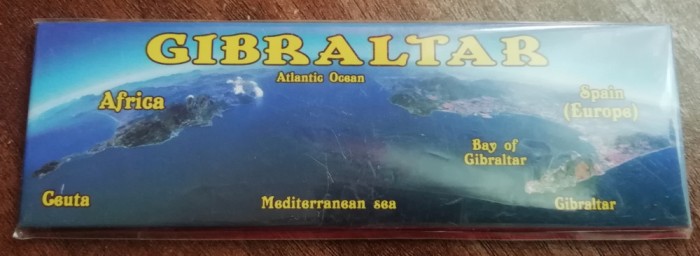 GIBRALTAR
Atlantic Ocean
Africa
Spain
(Europe)
Bay of
Gibraltar
Ceuta
Mediterranean sea
Gibraltar